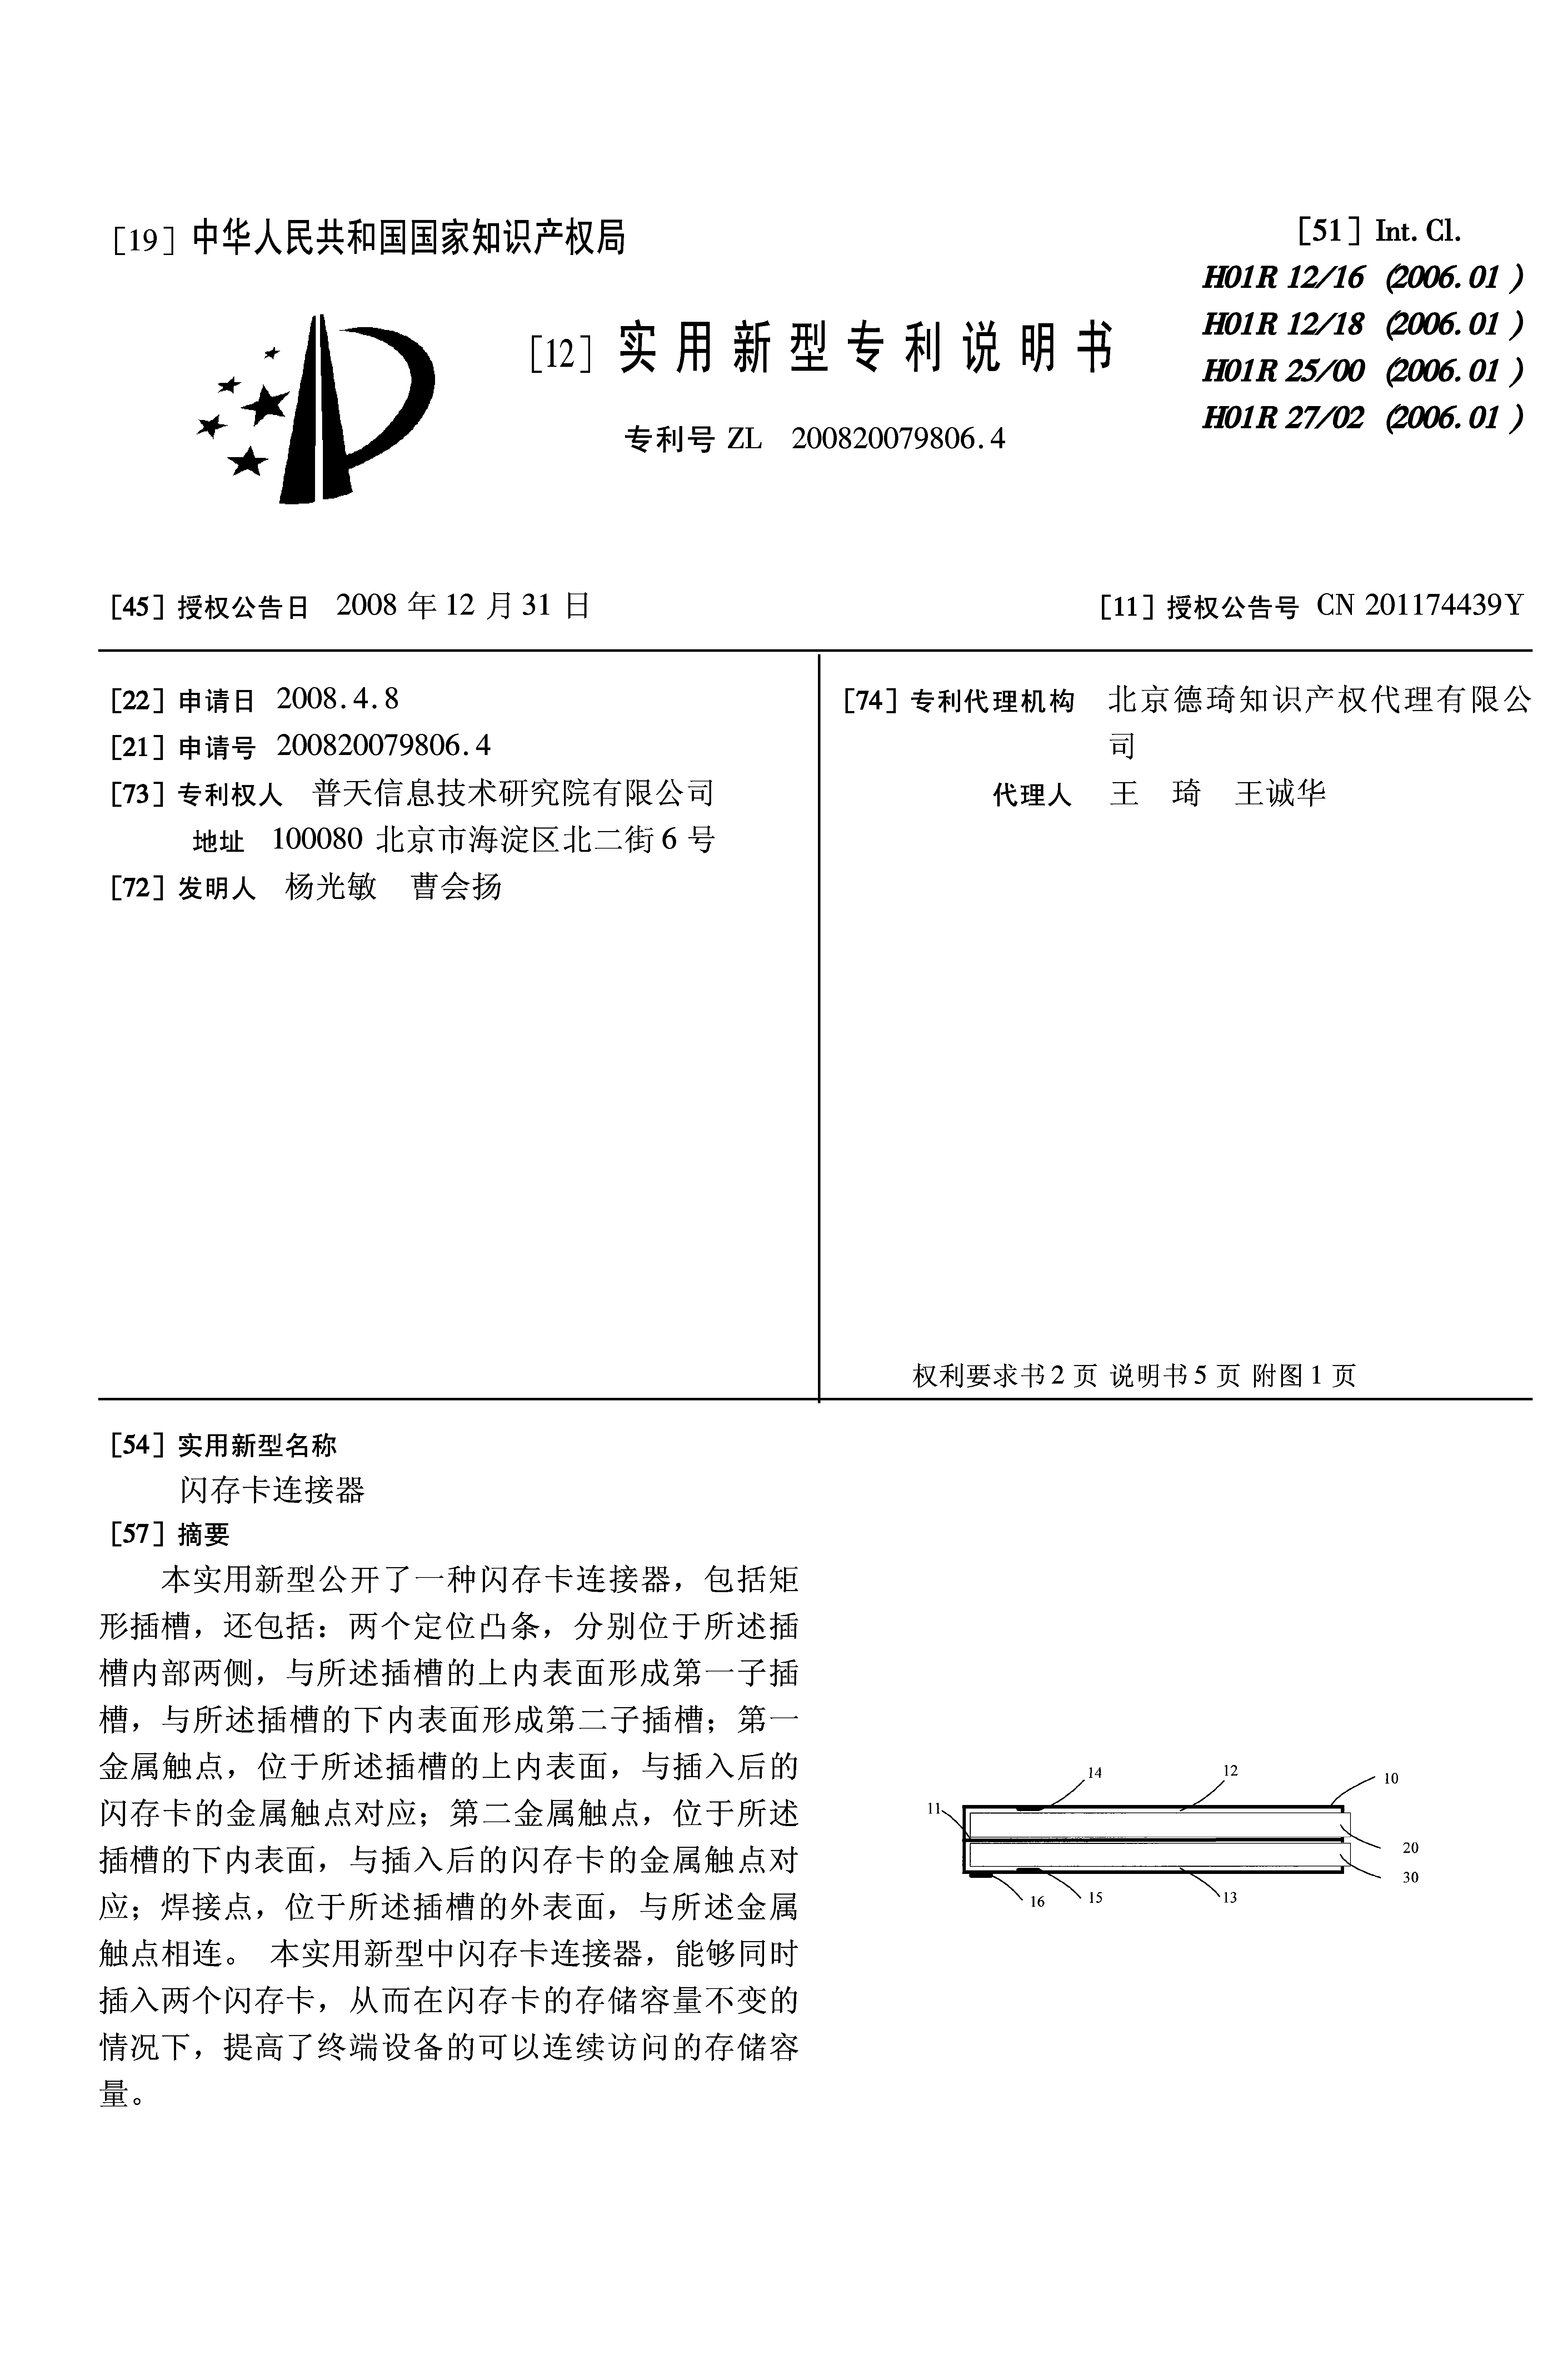 [19] 中华人民共和国国家知识产权局
[12] 实用新型专利说明书
专利号 ZL 200820079806.4
[51] Int. Cl.
H01R 12/16 (2006.01)
H01R 12/18 (2006.01)
H01R 25/00 (2006.01)
H01R 27/02 (2006.01)
[45] 授权公告日 2008 年 12 月 31 日
[11] 授权公告号 CN 201174439Y
[22] 申请日 2008.4.8
[21] 申请号 200820079806.4
[73] 专利权人 普天信息技术研究院有限公司
地址 100080 北京市海淀区北二街 6 号
[72] 发明人 杨光敏 曹会扬
[74] 专利代理机构 北京德琦知识产权代理有限公
司
代理人 王 琦 王诚华
权利要求书 2 页 说明书 5 页 附图 1 页
[54] 实用新型名称
闪存卡连接器
[57] 摘要
本实用新型公开了一种闪存卡连接器，包括矩
形插槽，还包括：两个定位凸条，分别位于所述插
槽内部两侧，与所述插槽的上内表面形成第一子插
槽，与所述插槽的下内表面形成第二子插槽；第一
金属触点，位于所述插槽的上内表面，与插入后的
闪存卡的金属触点对应；第二金属触点，位于所述
插槽的下内表面，与插入后的闪存卡的金属触点对
应；焊接点，位于所述插槽的外表面，与所述金属
触点相连。 本实用新型中闪存卡连接器，能够同时
插入两个闪存卡，从而在闪存卡的存储容量不变的
情况下，提高了终端设备的可以连续访问的存储容
量。
14 12 10
11
20
30
16 15 13